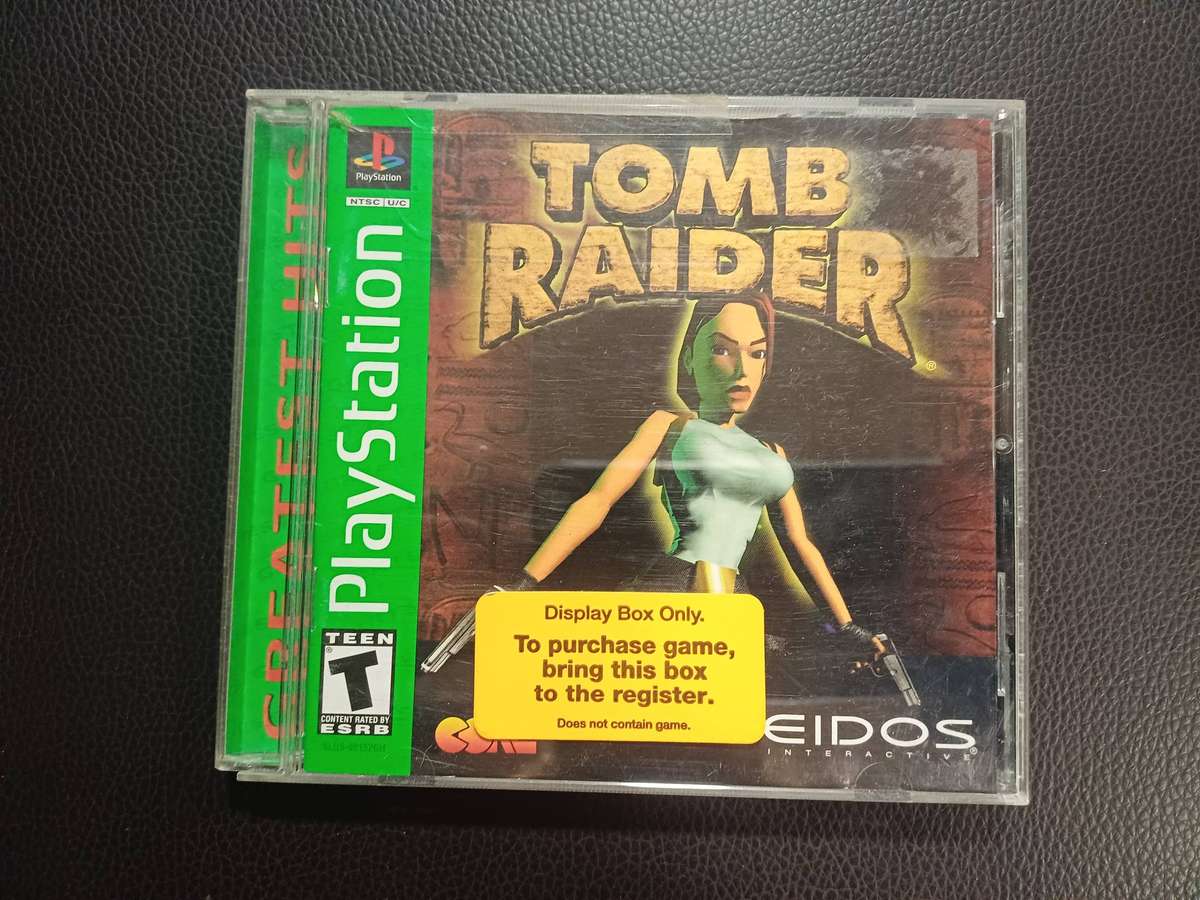 GREATEST HITS
PlayStation
NTSC U/C
PlayStation
TEEN
T
CONTENT RATED BY
ESRB
TOMB
RAIDER
®
Display Box Only.
To purchase game,
bring this box
to the register.
Does not contain game.
EIDOS
INTERACTIVE®